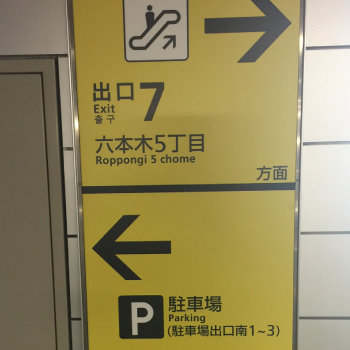 出口 7
Exit
출구
六本木5丁目
Roppongi 5 chome
方面
P 駐車場
Parking
(駐車場出口南1~3)